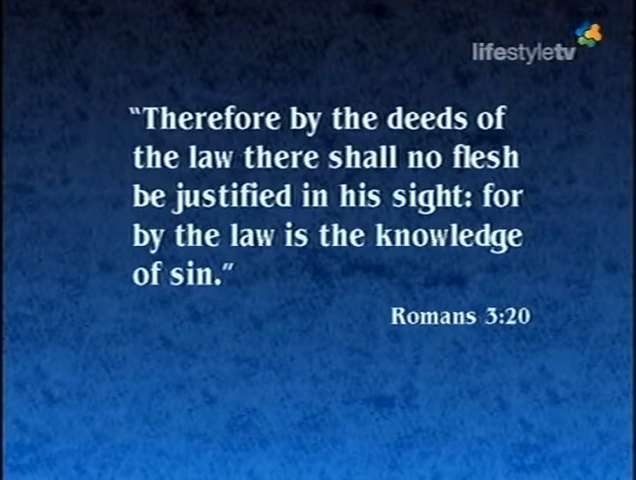 lifestyletv
“Therefore by the deeds of
the law there shall no flesh
be justified in his sight: for
by the law is the knowledge
of sin.”
Romans 3:20